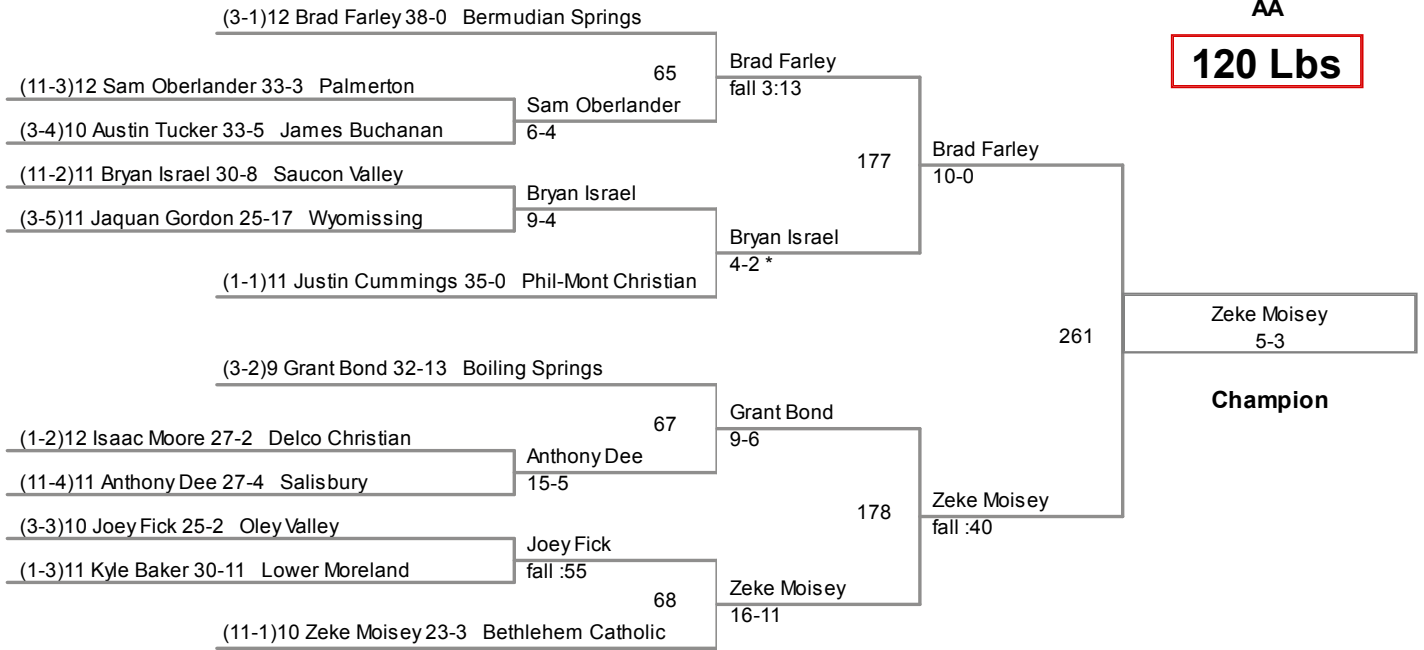 AA
120 Lbs
(3-1)12 Brad Farley 38-0 Bermudian Springs
65
Brad Farley
fall 3:13
(11-3)12 Sam Oberlander 33-3 Palmerton
Sam Oberlander
6-4
(3-4)10 Austin Tucker 33-5 James Buchanan
177
Brad Farley
10-0
(11-2)11 Bryan Israel 30-8 Saucon Valley
Bryan Israel
9-4
(3-5)11 Jaquan Gordon 25-17 Wyomissing
Bryan Israel
4-2 *
(1-1)11 Justin Cummings 35-0 Phil-Mont Christian
261
Zeke Moisey
5-3
Champion
(3-2)9 Grant Bond 32-13 Boiling Springs
67
Grant Bond
9-6
(1-2)12 Isaac Moore 27-2 Delco Christian
Anthony Dee
15-5
(11-4)11 Anthony Dee 27-4 Salisbury
178
Zeke Moisey
fall :40
(3-3)10 Joey Fick 25-2 Oley Valley
Joey Fick
fall :55
(1-3)11 Kyle Baker 30-11 Lower Moreland
68
Zeke Moisey
16-11
(11-1)10 Zeke Moisey 23-3 Bethlehem Catholic